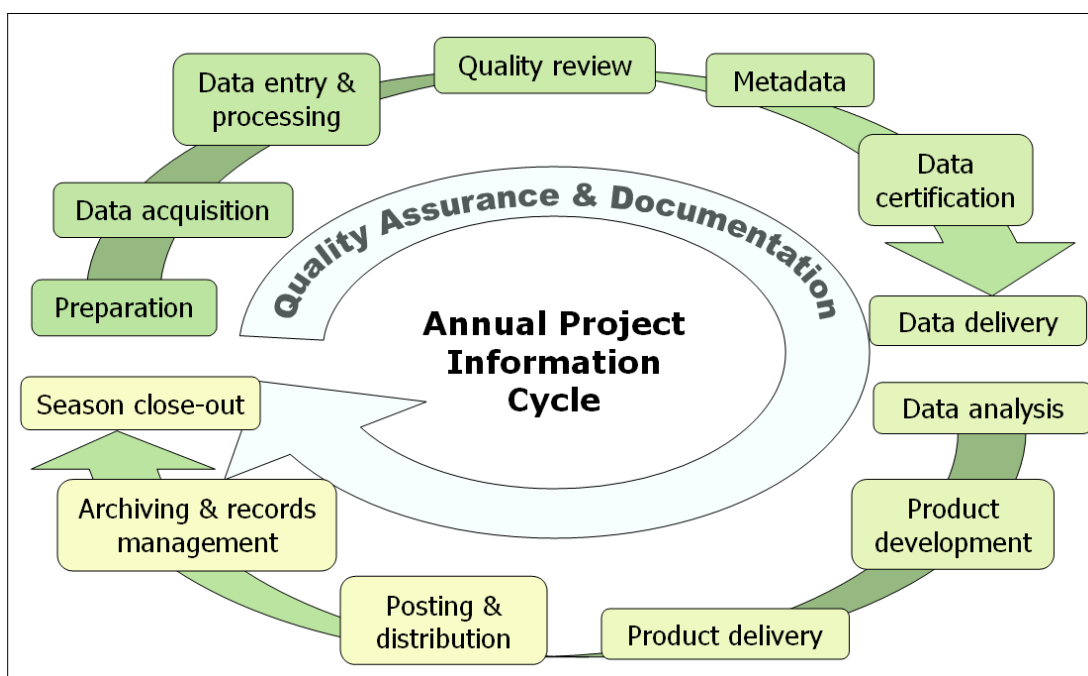 Quality review
Metadata
Data entry &
processing
Data
certification
Data acquisition
Quality Assurance & Documentation
Preparation
Data delivery
Annual Project
Information
Cycle
Season close-out
Data analysis
Archiving & records
management
Product
development
Posting &
distribution
Product delivery